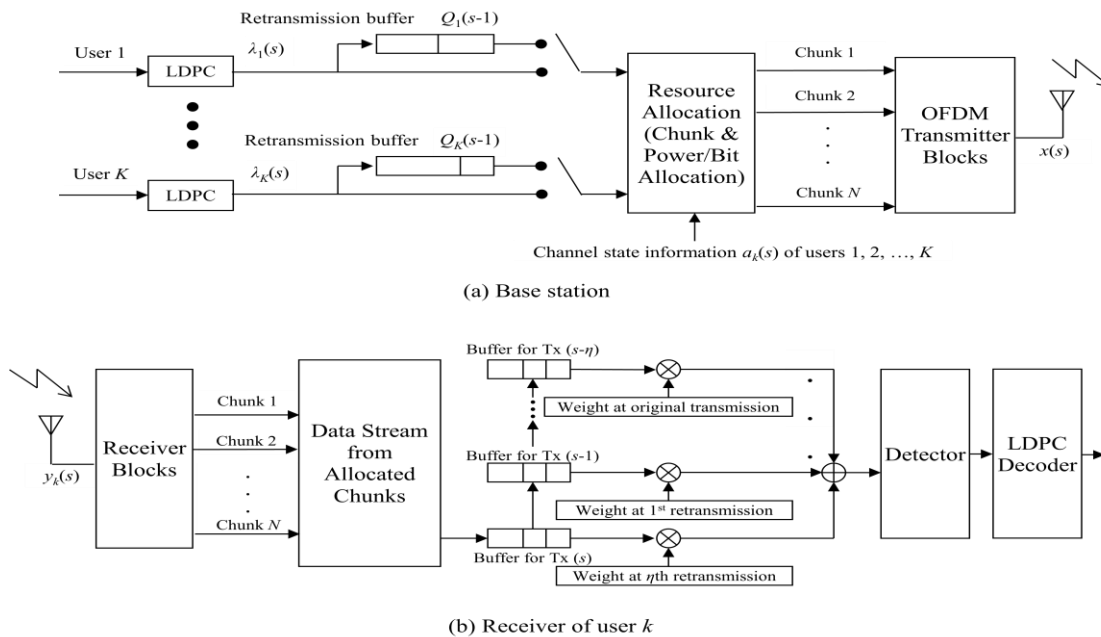 Retransmission buffer Q1(s-1)
User 1
LDPC
λ1(s)
Retransmission buffer QK(s-1)
User K
LDPC
λK(s)
Resource
Allocation
(Chunk &
Power/Bit
Allocation)
Chunk 1
Chunk 2
Chunk N
OFDM
Transmitter
Blocks
x(s)
Channel state information ak(s) of users 1, 2, …, K
(a) Base station
yk(s)
Receiver
Blocks
Chunk 1
Chunk 2
Chunk N
Data Stream
from
Allocated
Chunks
Buffer for Tx (s-η)
Weight at original transmission
Buffer for Tx (s-1)
Weight at 1st retransmission
Buffer for Tx (s)
Weight at ηth retransmission
Detector
LDPC
Decoder
(b) Receiver of user k